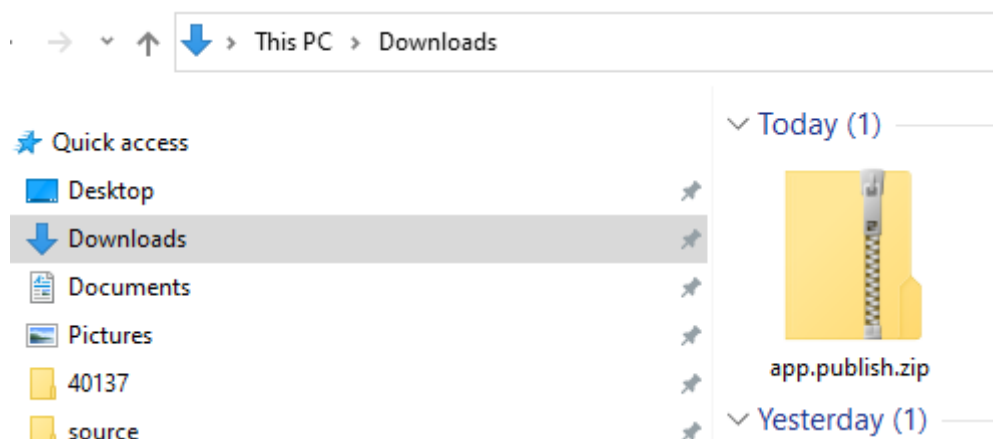 This PC > Downloads
Quick access
Desktop
Downloads
Documents
Pictures
40137
source
Today (1)
app.publish.zip
Yesterday (1)